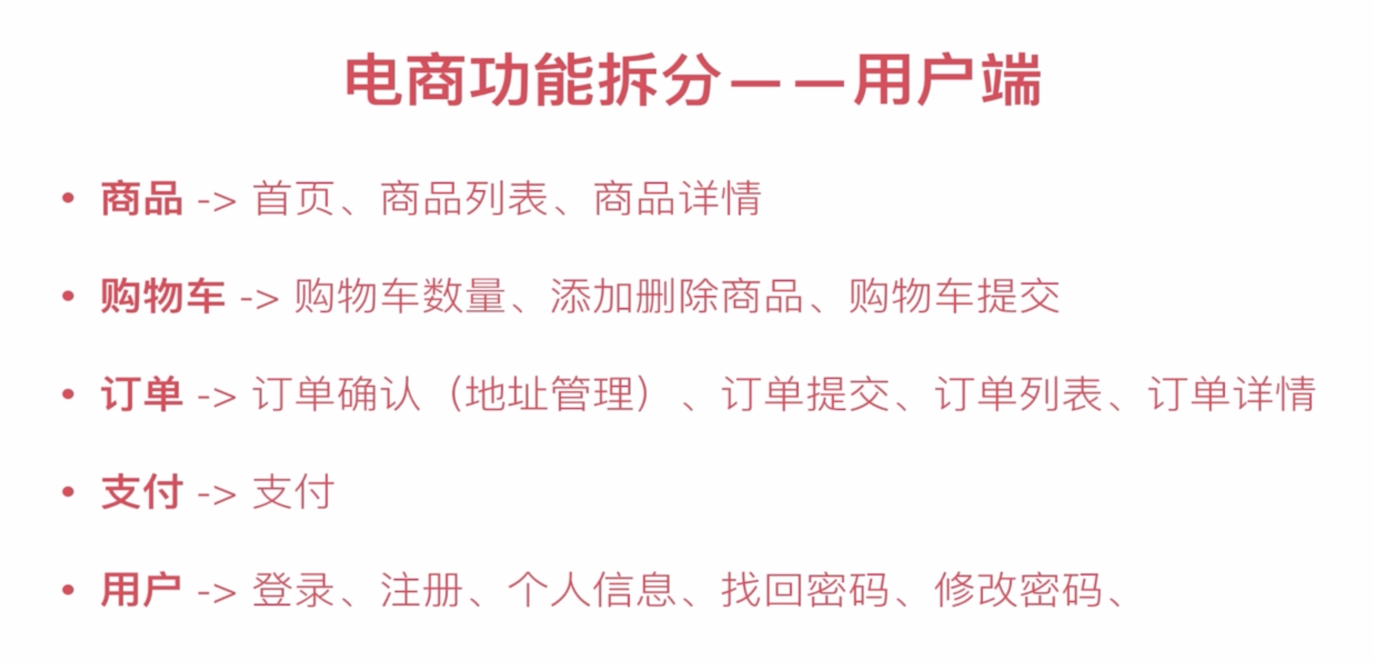 电商功能拆分——用户端
• 商品 -> 首页、商品列表、商品详情
• 购物车 -> 购物车数量、添加删除商品、购物车提交
• 订单 -> 订单确认（地址管理）、订单提交、订单列表、订单详情
• 支付 -> 支付
• 用户 -> 登录、注册、个人信息、找回密码、修改密码、